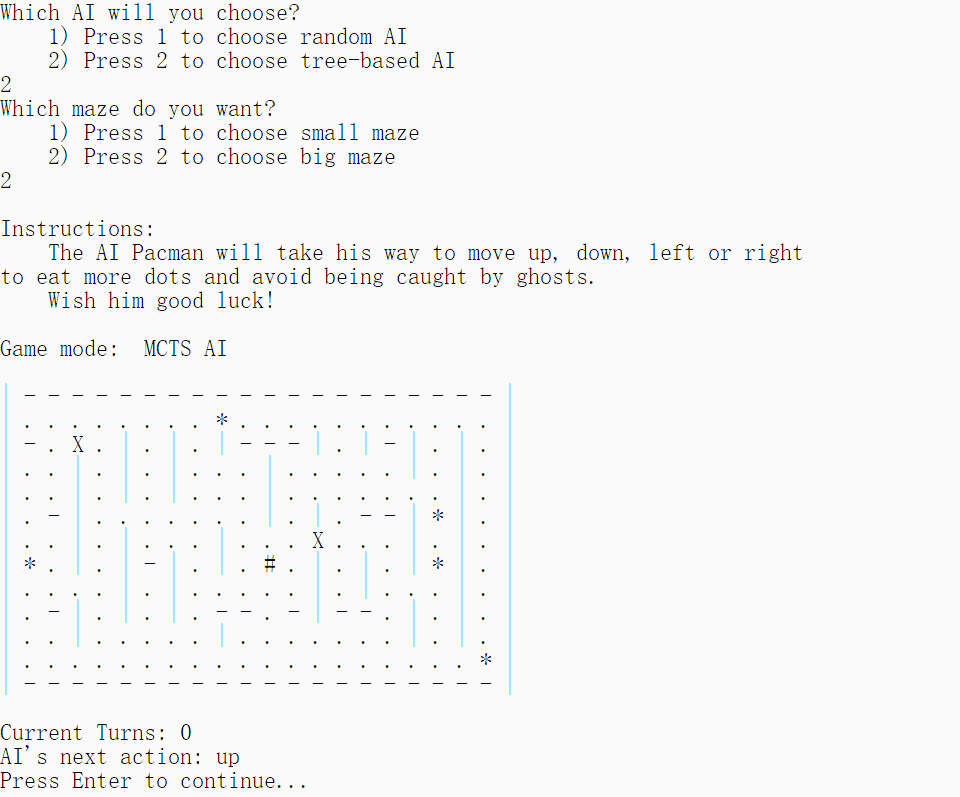 Which AI will you choose?
1) Press 1 to choose random AI
2) Press 2 to choose tree-based AI
2
Which maze do you want?
1) Press 1 to choose small maze
2) Press 2 to choose big maze
2
Instructions:
The AI Pacman will take his way to move up, down, left or right
to eat more dots and avoid being caught by ghosts.
Wish him good luck!
Game mode:  MCTS AI
| - - - - - - - - - - - - - - - - - - - - |
| . . . . . . . . * . . . . . . . . . . . |
| - . X . | . | . | - - - | . | - | . | . |
| . . | . | . | . . . | . . . . . | . | . |
| . . | . | . | . . . | . . . . . . . | . |
| . - | . . . . . . . | . | . - - | * | . |
| . . | . | . . . | . . . X . . . | . | . |
| * . | . | - | . | . # . | . | . | * | . |
| . . . . | . | . . . . . | . | . . . | . |
| . - | . | . | . - - . - | - - . | . | . |
| . . | . . . . . | . . . . . . . | . | . |
| . . . . . . . . . . . . . . . . . . . * |
| - - - - - - - - - - - - - - - - - - - - |
Current Turns: 0
AI's next action: up
Press Enter to continue...